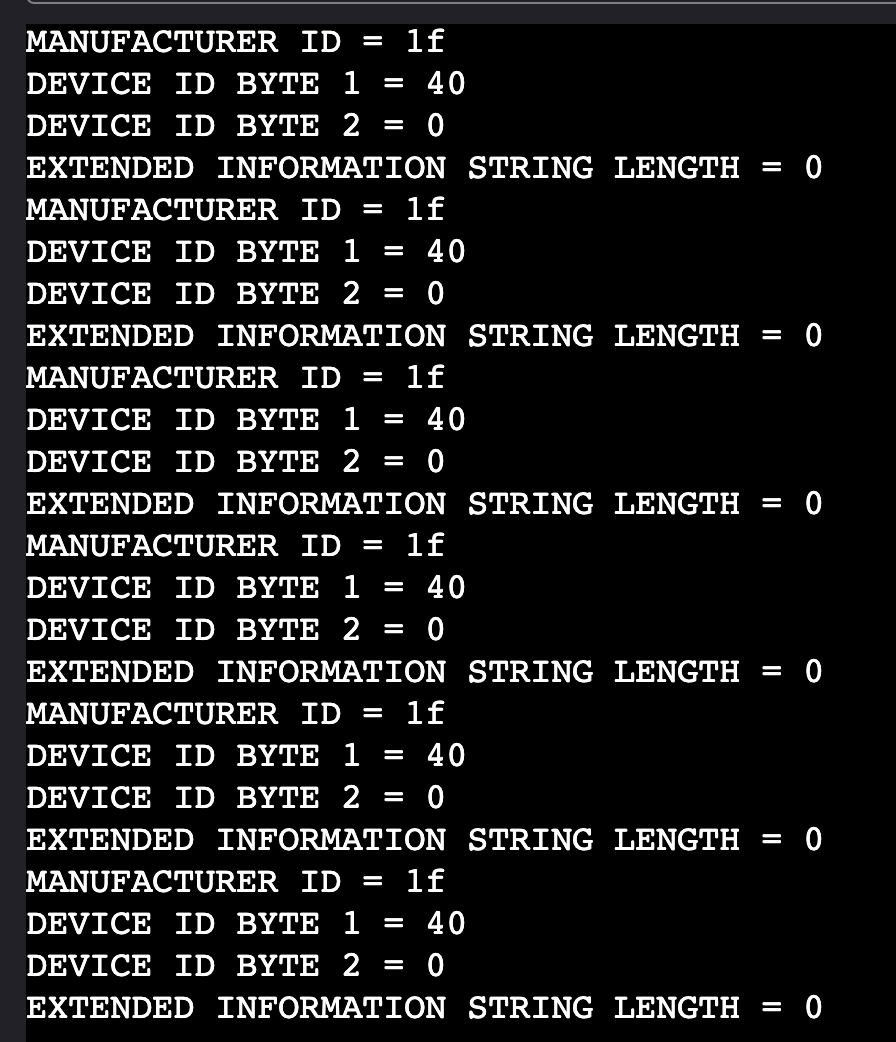 MANUFACTURER ID = 1f
DEVICE ID BYTE 1 = 40
DEVICE ID BYTE 2 = 0
EXTENDED INFORMATION STRING LENGTH = 0
MANUFACTURER ID = 1f
DEVICE ID BYTE 1 = 40
DEVICE ID BYTE 2 = 0
EXTENDED INFORMATION STRING LENGTH = 0
MANUFACTURER ID = 1f
DEVICE ID BYTE 1 = 40
DEVICE ID BYTE 2 = 0
EXTENDED INFORMATION STRING LENGTH = 0
MANUFACTURER ID = 1f
DEVICE ID BYTE 1 = 40
DEVICE ID BYTE 2 = 0
EXTENDED INFORMATION STRING LENGTH = 0
MANUFACTURER ID = 1f
DEVICE ID BYTE 1 = 40
DEVICE ID BYTE 2 = 0
EXTENDED INFORMATION STRING LENGTH = 0
MANUFACTURER ID = 1f
DEVICE ID BYTE 1 = 40
DEVICE ID BYTE 2 = 0
EXTENDED INFORMATION STRING LENGTH = 0